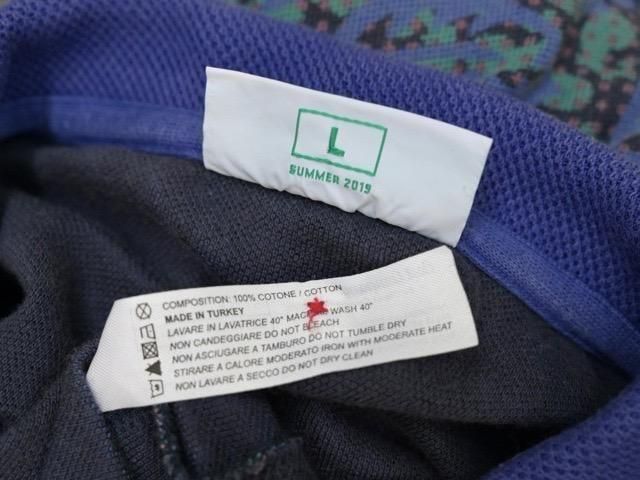 L
SUMMER 2019
COMPOSITION: 100% COTONE / COTTON
MADE IN TURKEY
LAVARE IN LAVATRICE 40° WASH 40°
NON CANDEGGIARE DO NOT BLEACH
NON ASCIUGARE A TAMBURO DO NOT TUMBLE DRY
STIRARE A CALORE MODERATO IRON WITH MODERATE HEAT
NON LAVARE A SECCO DO NOT DRY CLEAN